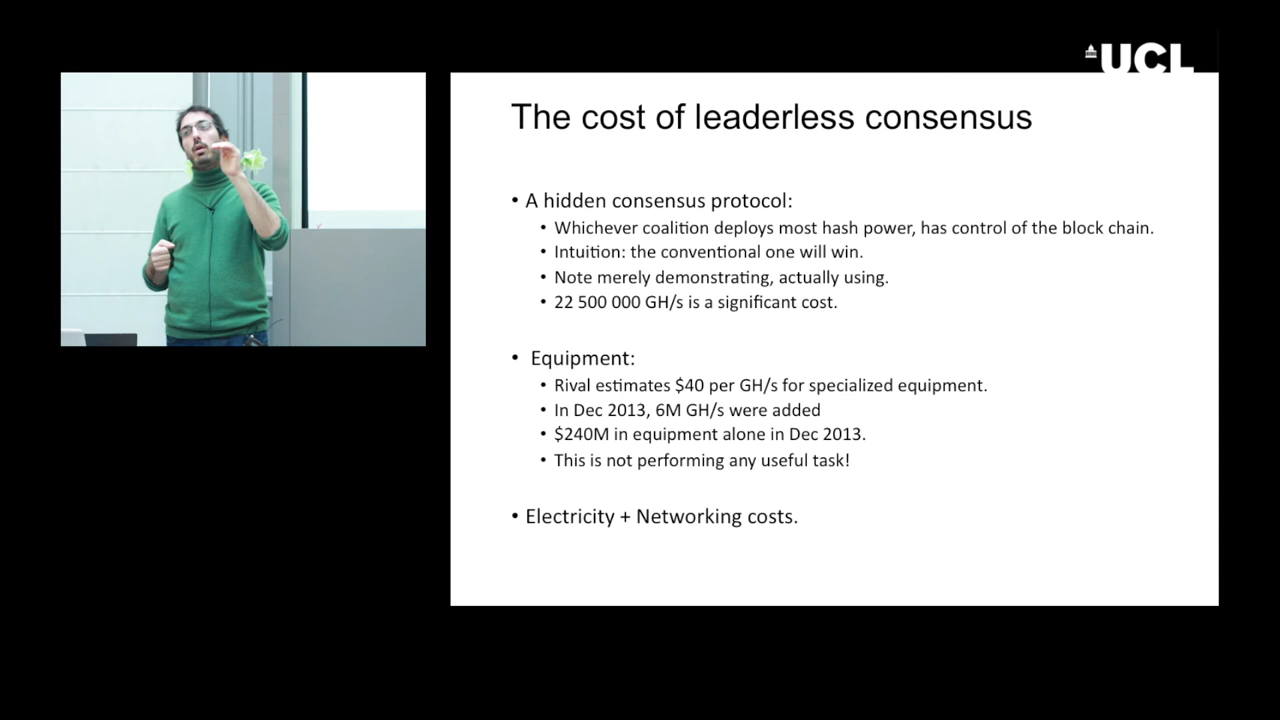 UCL
The cost of leaderless consensus
• A hidden consensus protocol:
• Whichever coalition deploys most hash power, has control of the block chain.
• Intuition: the conventional one will win.
• Note merely demonstrating, actually using.
• 22 500 000 GH/s is a significant cost.
• Equipment:
• Rival estimates $40 per GH/s for specialized equipment.
• In Dec 2013, 6M GH/s were added
• $240M in equipment alone in Dec 2013.
• This is not performing any useful task!
• Electricity + Networking costs.